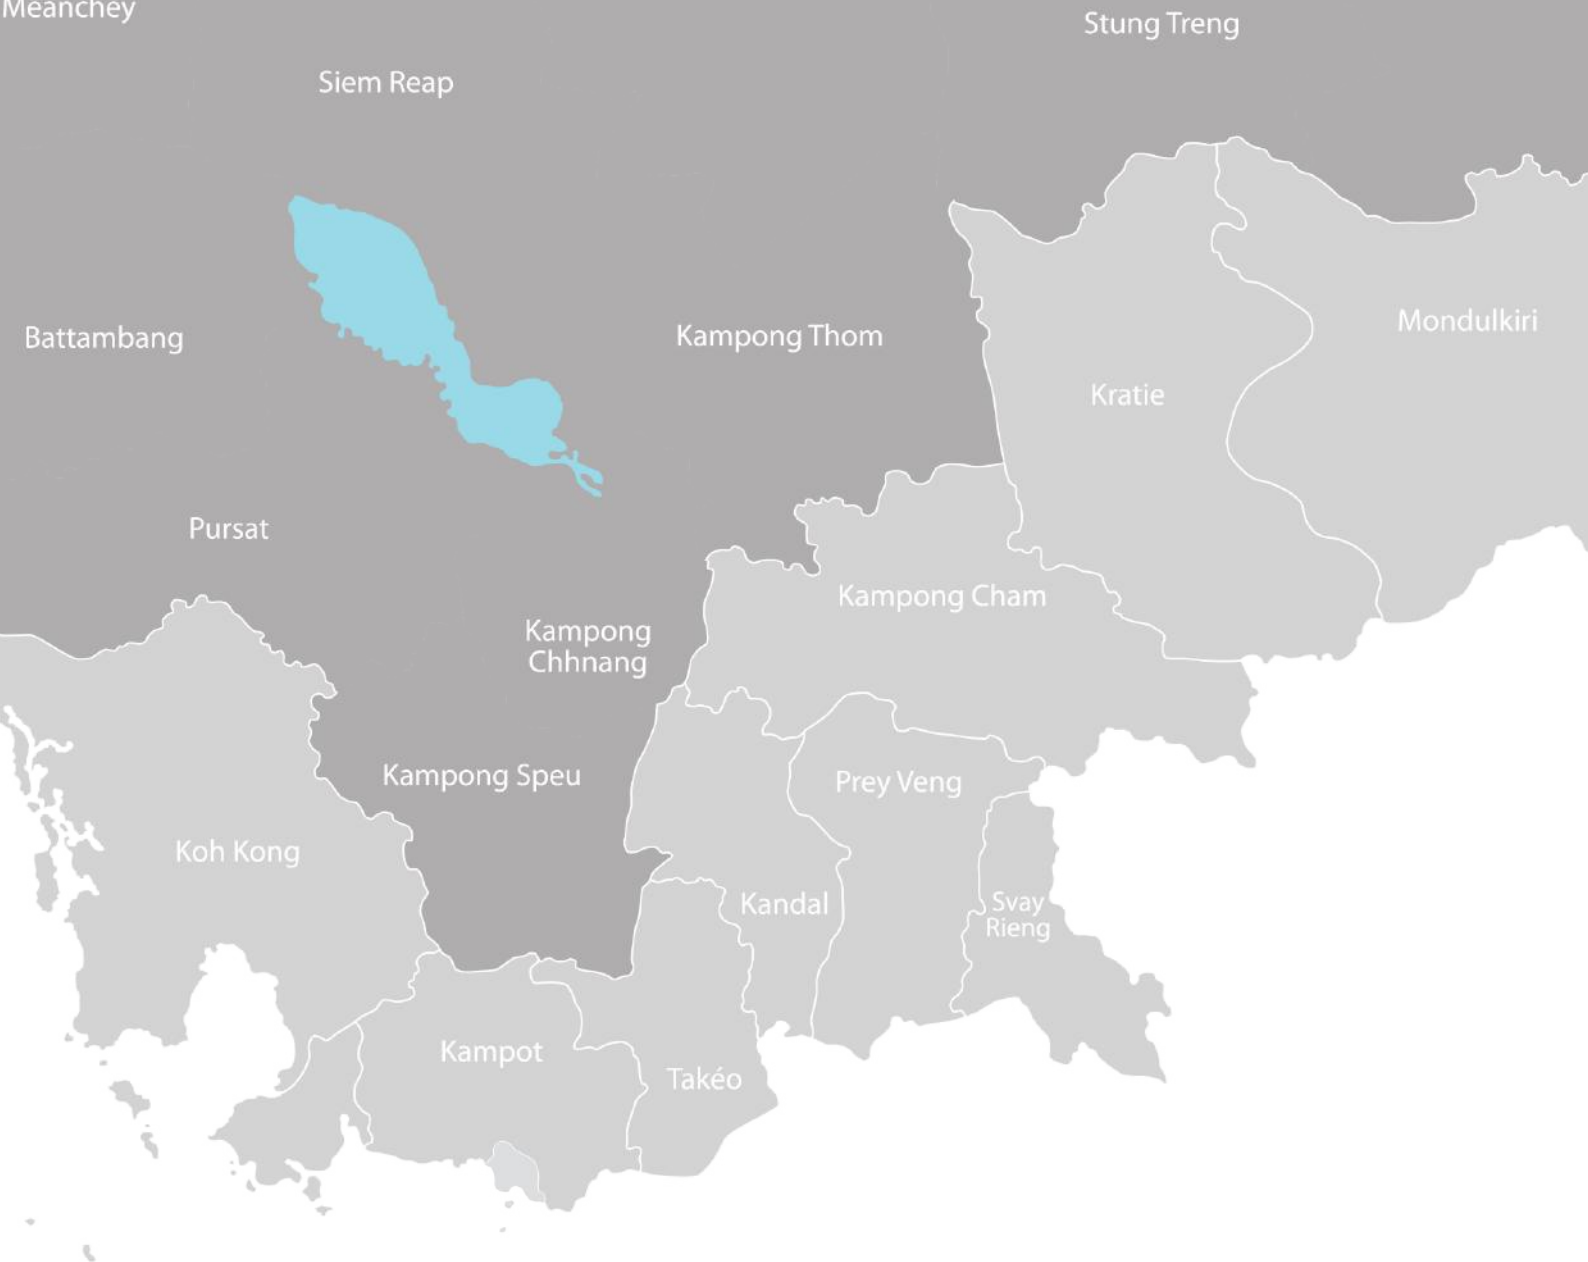 Meanchey
Stung Treng
Siem Reap
Battambang
Kampong Thom
Mondulkiri
Kratie
Pursat
Kampong Cham
Kampong
Chhnang
Kampong Speu
Prey Veng
Koh Kong
Kandal
Svay
Rieng
Kampot
Takéo